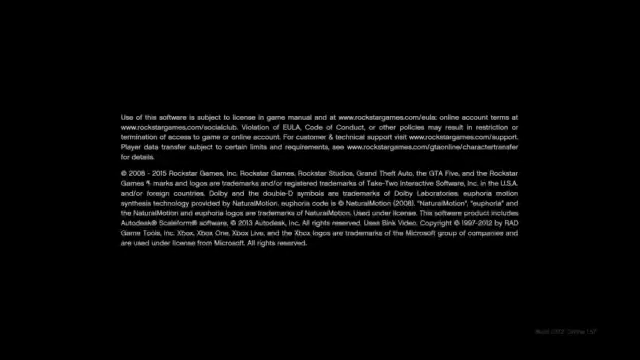 Use of this software is subject to license in game manual and at www.rockstargames.com/eula; online account terms at
www.rockstargames.com/socialclub. Violation of EULA, Code of Conduct, or other policies may result in restriction or
termination of access to game or online account. For customer & technical support visit www.rockstargames.com/support.
Player data transfer subject to certain limits and requirements, see www.rockstargames.com/gtaonline/charactertransfer
for details.
© 2008 - 2015 Rockstar Games, Inc. Rockstar Games, Rockstar Studios, Grand Theft Auto, the GTA Five, and the Rockstar
Games marks and logos are trademarks and/or registered trademarks of Take-Two Interactive Software, Inc. in the U.S.A.
and/or foreign countries. Dolby and the double-D symbols are trademarks of Dolby Laboratories. euphoria motion
synthesis technology provided by NaturalMotion. euphoria code is © NaturalMotion (2008). "NaturalMotion", "euphoria" and
the NaturalMotion and euphoria logos are trademarks of NaturalMotion. Used under license. This software product includes
Autodesk® Scaleform® software, © 2013 Autodesk, Inc. All rights reserved. Uses Bink Video. Copyright © 1997-2012 by RAD
Game Tools, Inc. Xbox, Xbox One, Xbox Live, and the Xbox logos are trademarks of the Microsoft group of companies and
are used under license from Microsoft. All rights reserved.